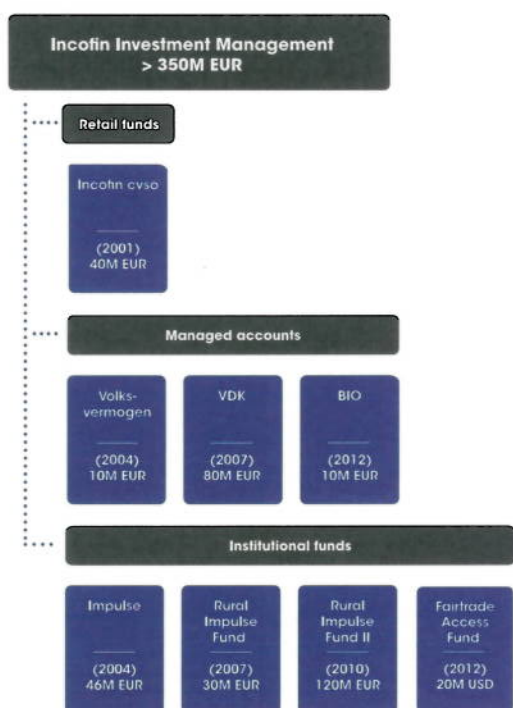 Incofin Investment Management
> 350M EUR
Retail funds
Incofin cvso
(2001)
40M EUR
Managed accounts
Volks-
vermogen
(2004)
10M EUR
VDK
(2007)
80M EUR
BIO
(2012)
10M EUR
Institutional funds
Impulse
(2004)
46M EUR
Rural
Impulse
Fund
(2007)
30M EUR
Rural
Impulse
Fund II
(2010)
120M EUR
Fairtrade
Access
Fund
(2012)
20M USD